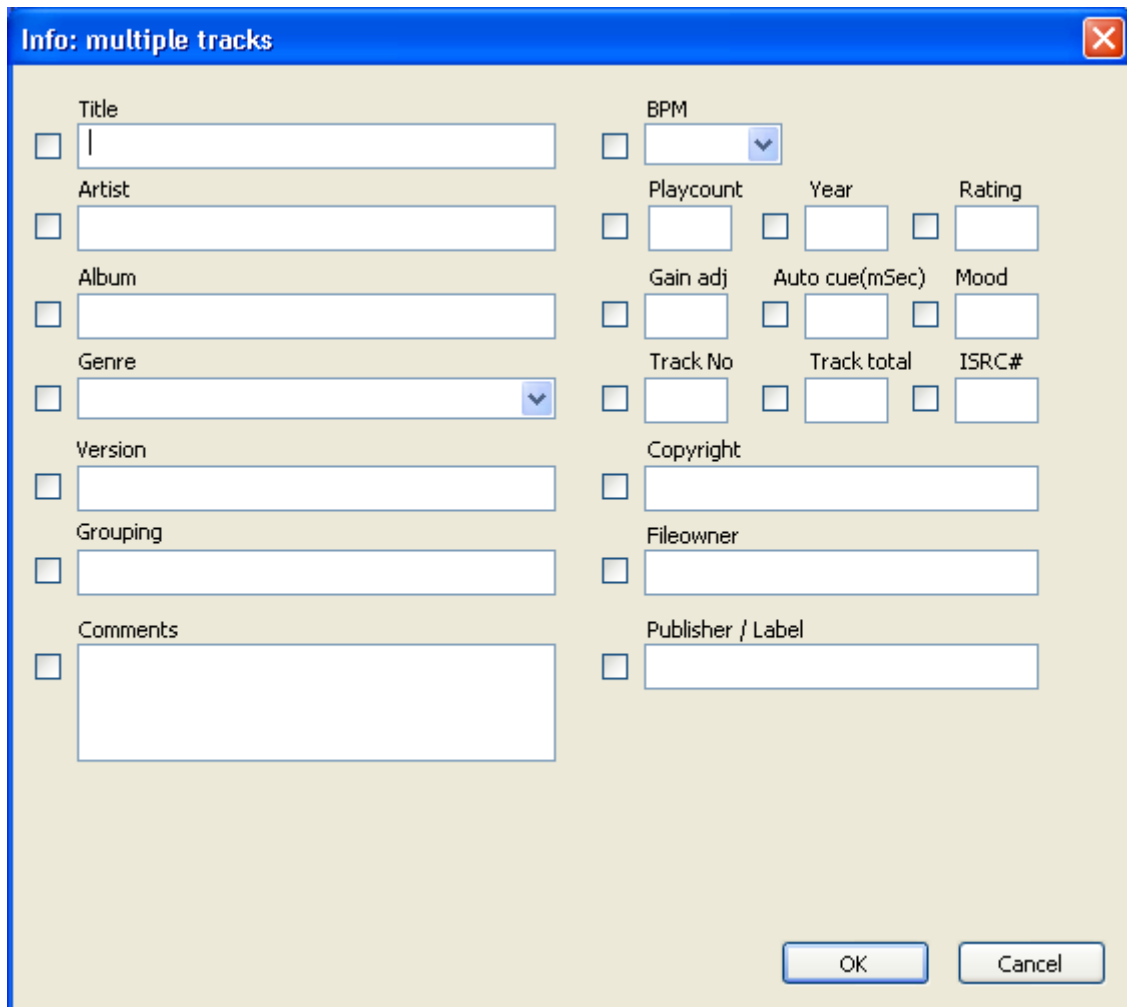 Info: multiple tracks
Title
BPM
Artist
Playcount Year Rating
Album
Gain adj Auto cue(mSec) Mood
Genre
Track No Track total ISRC#
Version
Copyright
Grouping
Fileowner
Comments
Publisher / Label
OK Cancel